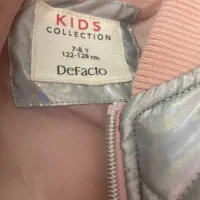 KIDS
COLLECTION
7-8 Y
122-128 cm.
DeFacto